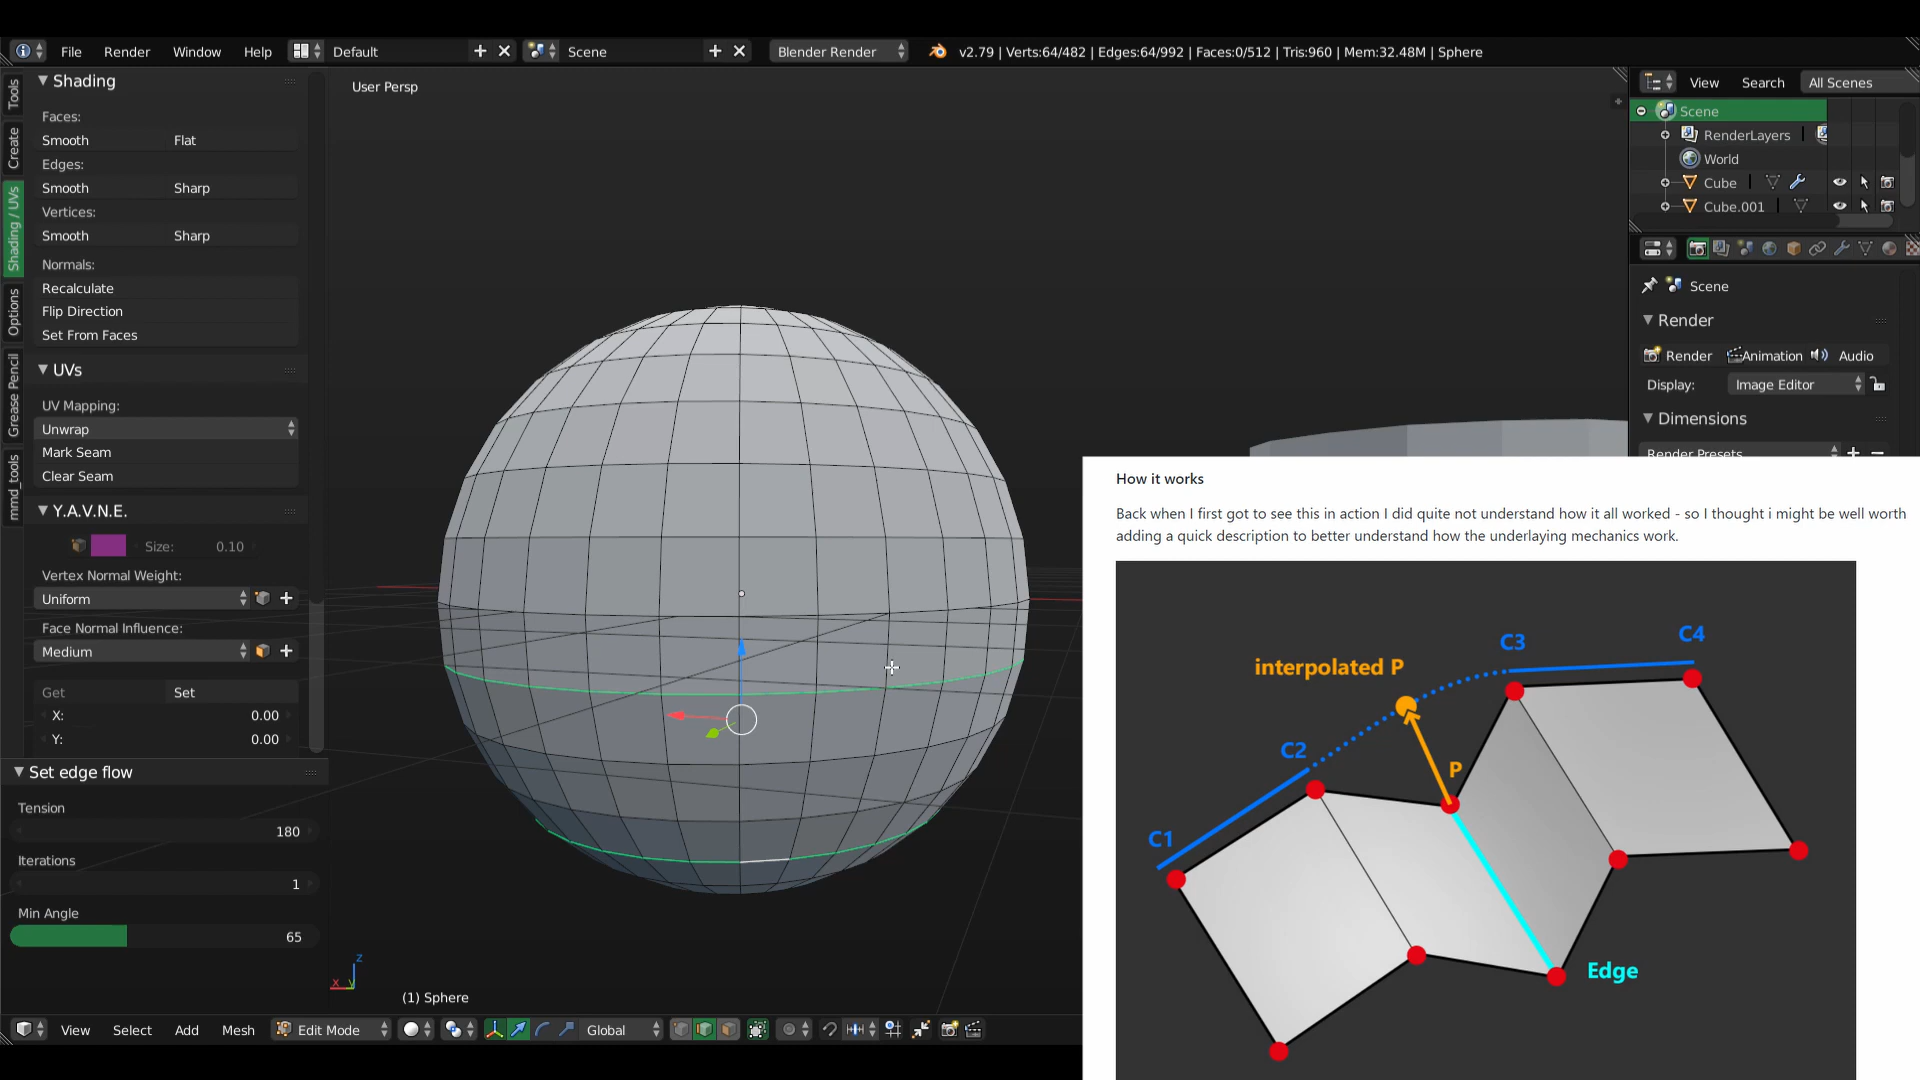 File Render Window Help Default Scene Blender Render v2.79 | Verts:64/482 | Edges:64/992 | Faces:0/512 | Tris:960 | Mem:32.48M | Sphere
Tools
Create
Shading / UVs
Options
Grease Pencil
mmd_tools
Shading
Faces:
Smooth Flat
Edges:
Smooth Sharp
Vertices:
Smooth Sharp
Normals:
Recalculate
Flip Direction
Set From Faces
UVs
UV Mapping:
Unwrap
Mark Seam
Clear Seam
Y.A.V.N.E.
Size: 0.10
Vertex Normal Weight:
Uniform
Face Normal Influence:
Medium
Get Set
X: 0.00
Y: 0.00
Set edge flow
Tension
180
Iterations
1
Min Angle
65
User Persp
z
x y
(1) Sphere
View Select Add Mesh Edit Mode Global
View Search All Scenes
Scene
RenderLayers
World
Cube
Cube.001
Scene
Render
Render Animation Audio
Display: Image Editor
Dimensions
Render Presets
How it works
Back when I first got to see this in action I did quite not understand how it all worked - so I thought i might be well worth
adding a quick description to better understand how the underlaying mechanics work.
C4
C3
interpolated P
C2
P
C1
Edge